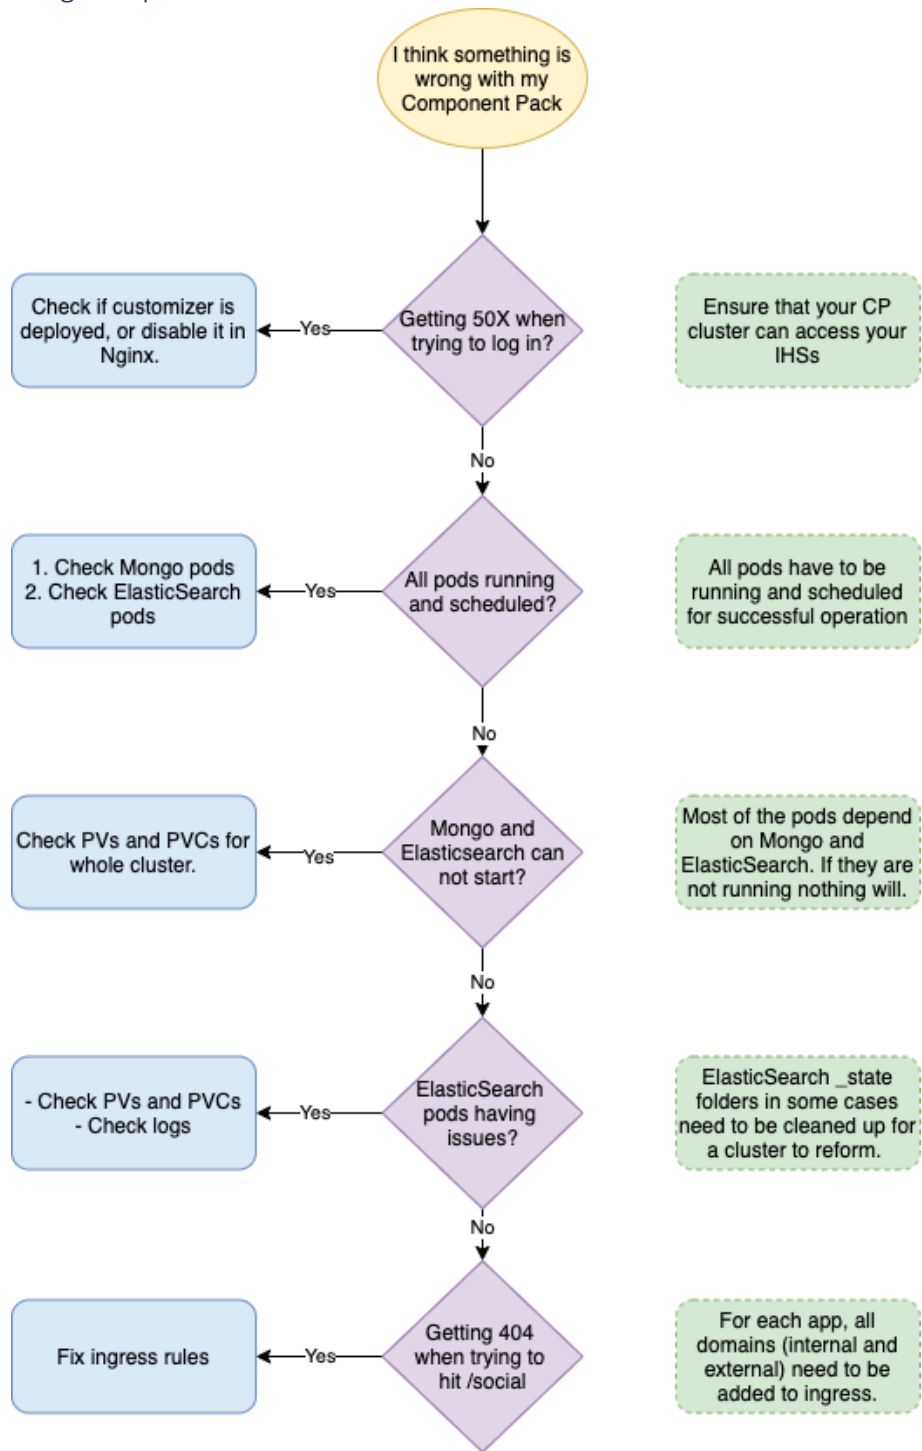 I think something is
wrong with my
Component Pack
Check if customizer is
deployed, or disable it in
Nginx.
Yes
Getting 50X when
trying to log in?
Ensure that your CP
cluster can access your
IHSs
No
1. Check Mongo pods
2. Check ElasticSearch
pods
Yes
All pods running
and scheduled?
All pods have to be
running and scheduled
for successful operation
No
Check PVs and PVCs for
whole cluster.
Yes
Mongo and
Elasticsearch can
not start?
Most of the pods depend
on Mongo and
ElasticSearch. If they are
not running nothing will.
No
- Check PVs and PVCs
- Check logs
Yes
ElasticSearch
pods having
issues?
ElasticSearch _state
folders in some cases
need to be cleaned up for
a cluster to reform.
No
Fix ingress rules
Yes
Getting 404
when trying to
hit /social
For each app, all
domains (internal and
external) need to be
added to ingress.